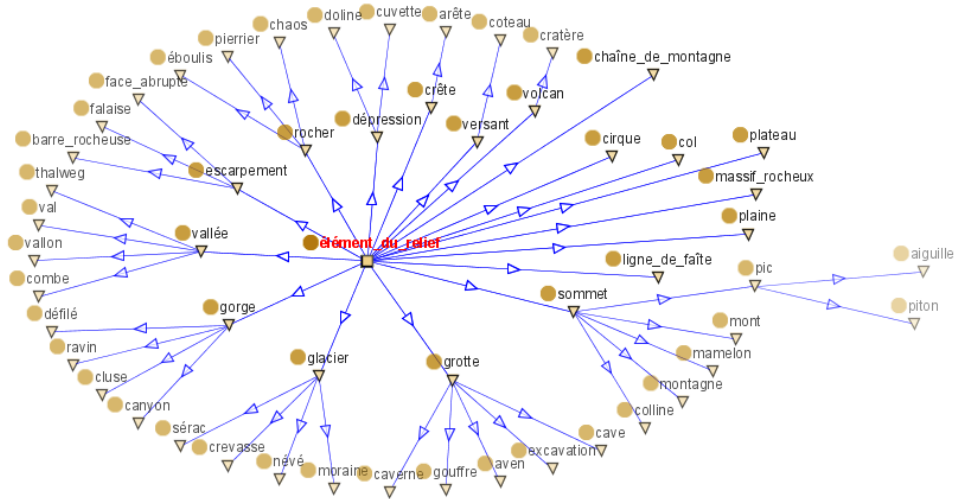 doline
cuvette
arête
chaos
pierrier
coteau
cratère
éboulis
chaîne_de_montagne
face_abrupte
crête
volcan
falaise
dépression
versant
rocher
barre_rocheuse
cirque
col
plateau
thalweg
escarpement
massif_rocheux
val
vallée
plaine
élément_du_relief
vallon
ligne_de_faîte
aiguille
combe
pic
gorge
sommet
défilé
piton
mont
ravin
glacier
grotte
mamelon
cluse
montagne
canyon
colline
sérac
cave
crevasse
excavation
névé
moraine
caverne
gouffre
aven